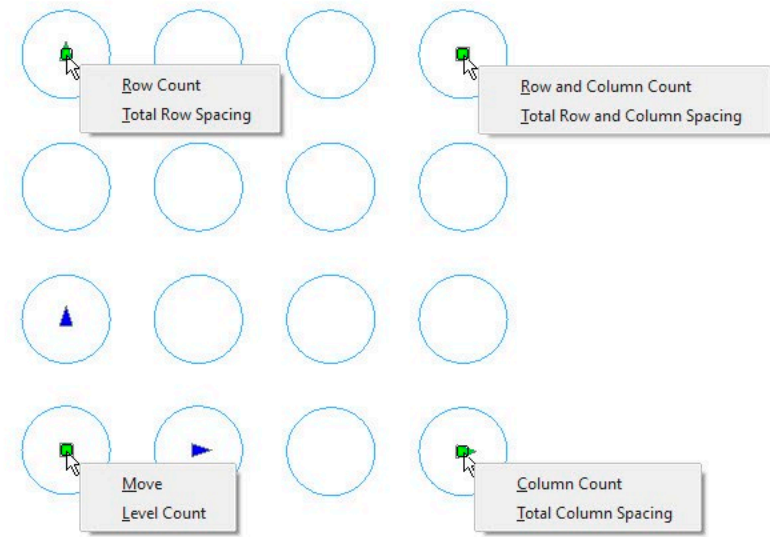 Row Count
Total Row Spacing
Row and Column Count
Total Row and Column Spacing
Move
Level Count
Column Count
Total Column Spacing